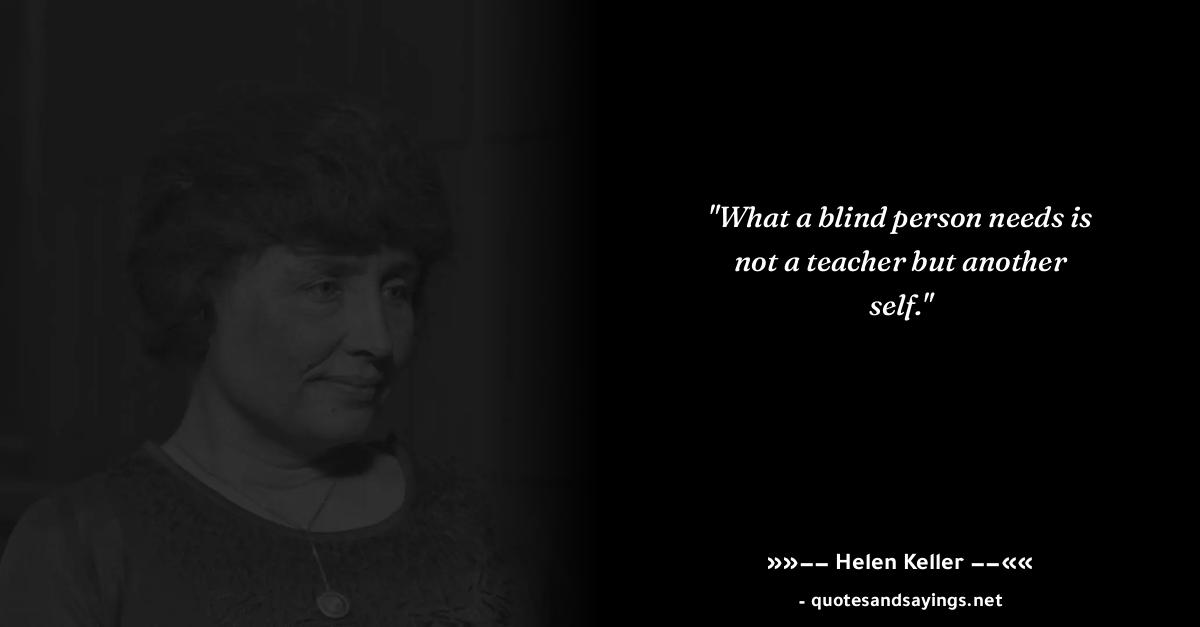 "What a blind person needs is
not a teacher but another
self."
»»−− Helen Keller −−««
- quotesandsayings.net